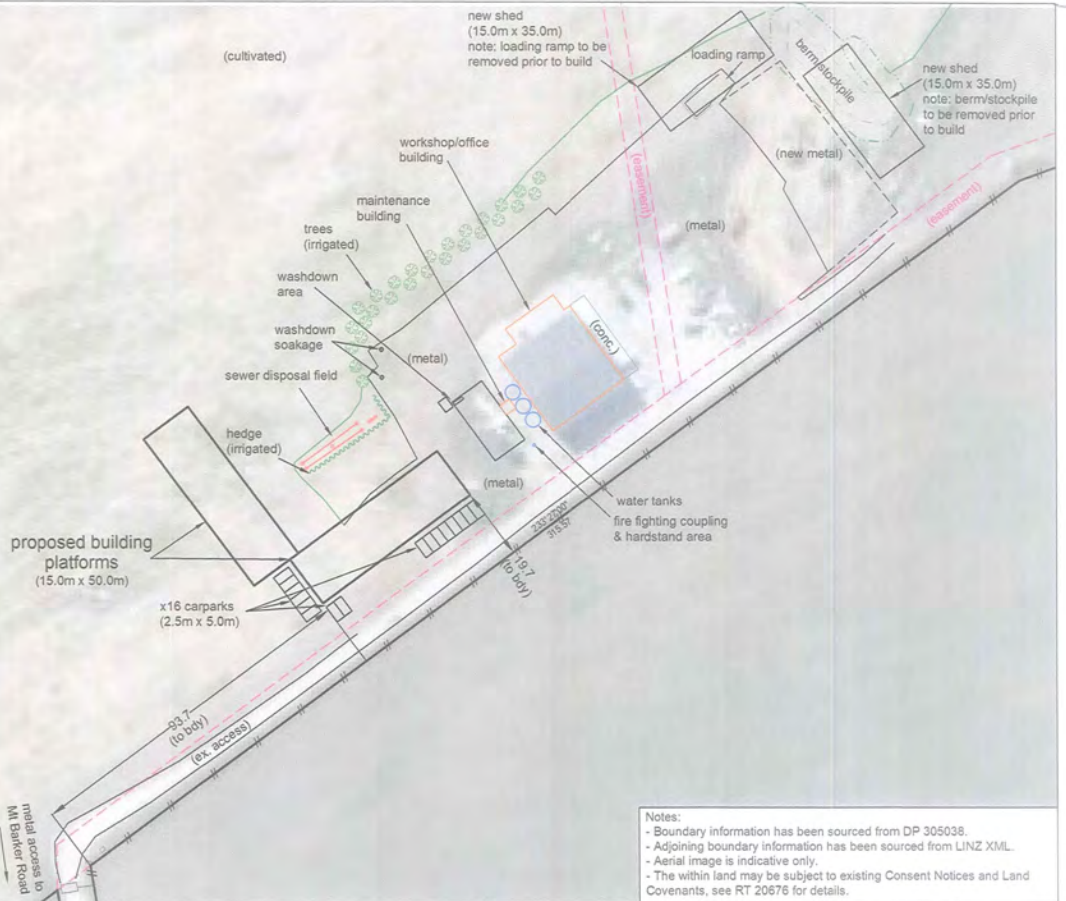 new shed
(15.0m x 35.0m)
note: loading ramp to be
removed prior to build
(cultivated)
loading ramp
berm/stockpile
new shed
(15.0m x 35.0m)
note: berm/stockpile
to be removed prior
to build
workshop/office
building
(new metal)
(easement)
(easement)
maintenance
building
(metal)
trees
(irrigated)
washdown
area
washdown
soakage
(metal)
(conc.)
sewer disposal field
hedge
(irrigated)
(metal)
water tanks
fire fighting coupling
& hardstand area
233°27'00"
315.57
19.7
(to bdy)
proposed building
platforms
(15.0m x 50.0m)
x16 carparks
(2.5m x 5.0m)
93.7
(to bdy)
(ex. access)
metal access to
Mt Barker Road
Notes:
- Boundary information has been sourced from DP 305038.
- Adjoining boundary information has been sourced from LINZ XML.
- Aerial image is indicative only.
- The within land may be subject to existing Consent Notices and Land
Covenants, see RT 20676 for details.